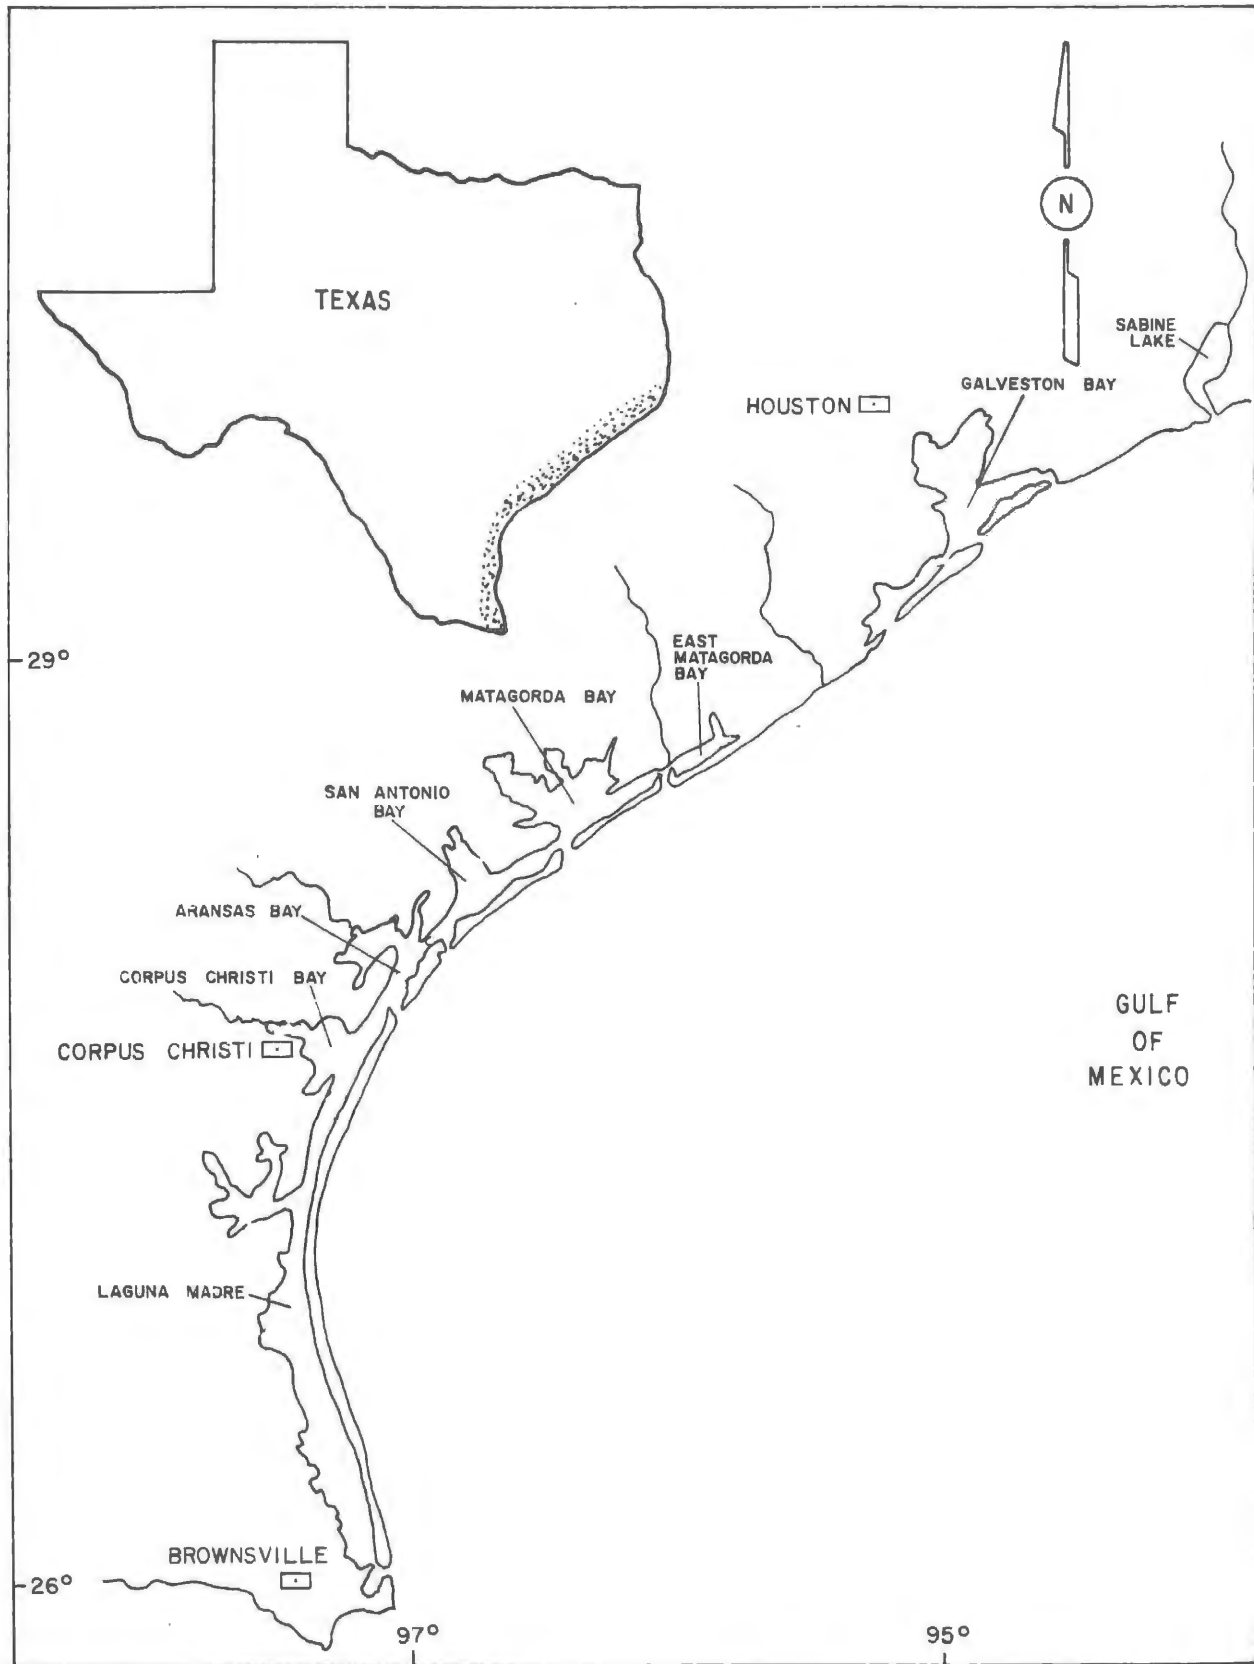 TEXAS
N
SABINE
LAKE
GALVESTON BAY
HOUSTON
29°
EAST
MATAGORDA
BAY
MATAGORDA BAY
SAN ANTONIO
BAY
ARANSAS BAY
CORPUS CHRISTI BAY
GULF
OF
MEXICO
CORPUS CHRISTI
LAGUNA MADRE
BROWNSVILLE
26°
97°
95°